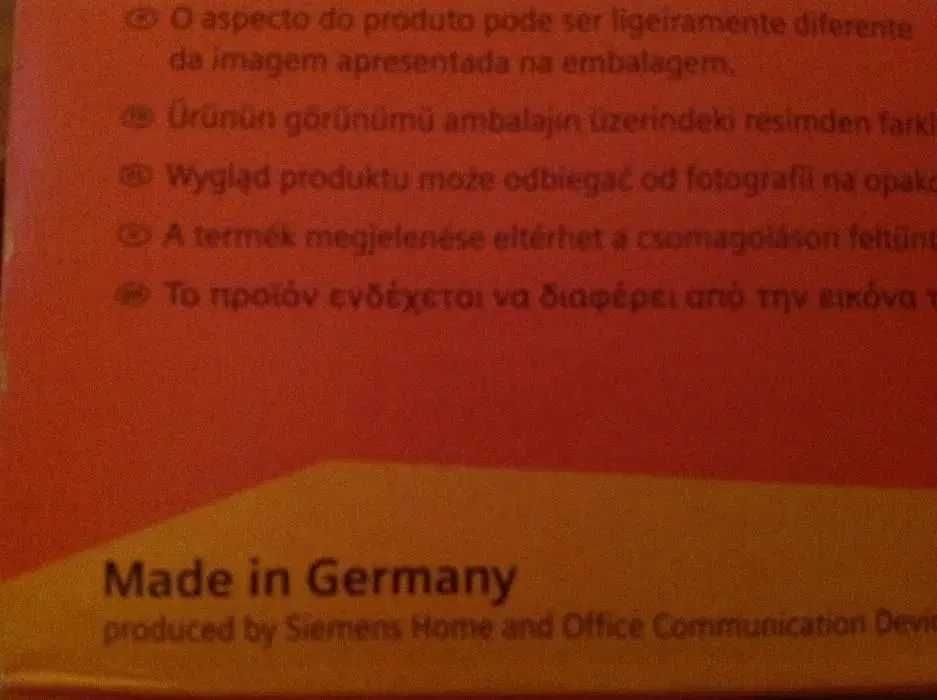 O aspecto do produto pode ser ligeiramente diferente
da imagem apresentada na embalagem.
Ürünün görünümü ambalajın üzerindeki resimden farklı
Wygląd produktu może odbiegać od fotografii na opako
A termék megjelenése eltérhet a csomagoláson feltünt
Το προϊόν ενδέχεται να διαφέρει από την εικόνα τ
Made in Germany
produced by Siemens Home and Office Communication Devic